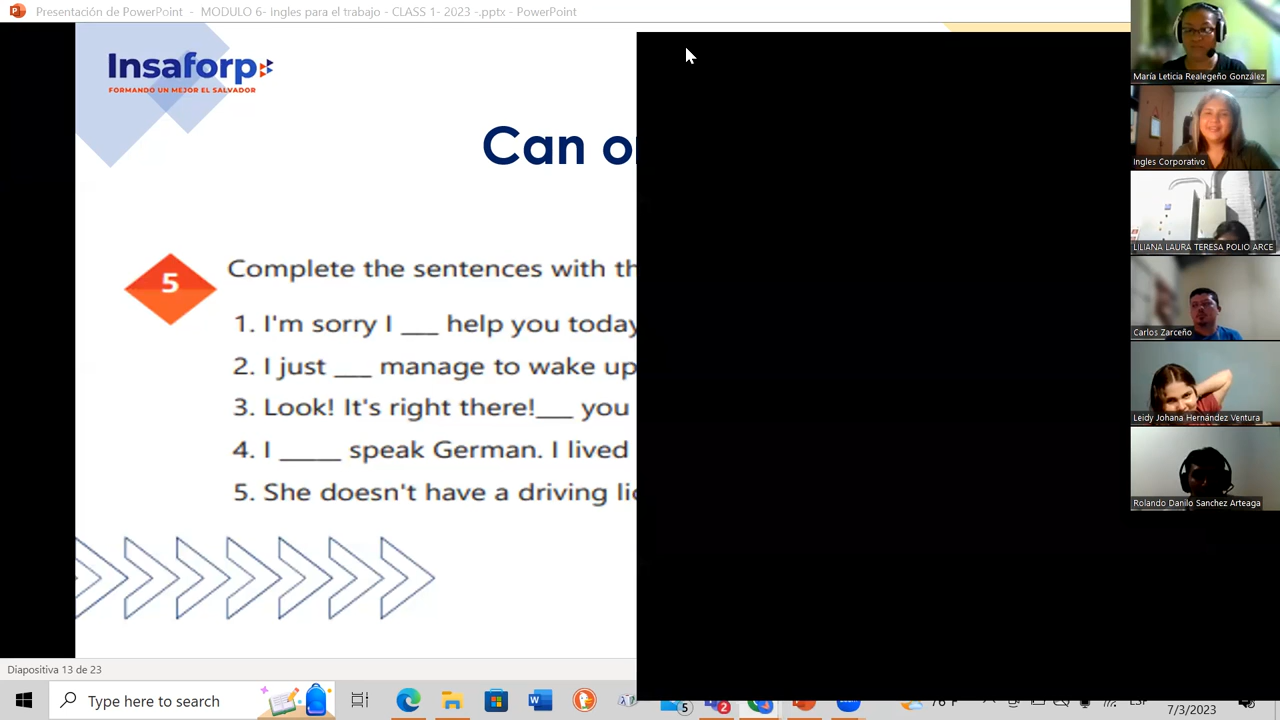 Presentación de PowerPoint - MODULO 6- ingles para el trabajo - CLASS 1- 2023 -.pptx - PowerPoint
Insaforp
FORMANDO UN MEJOR EL SALVADOR
Can
5
Complete the sentences with
1. I'm sorry I ___ help you today
2. I just ___ manage to wake up
3. Look! It's right there!___ you
4. I _____ speak German. I lived
5. She doesn't have a driving
Diapositiva 13 de 23
Type here to search
5
2
7/3/2023
María Leticia Realegeño González
Ingles Corporativo
LILIANA LAURA TERESA POLIO ARCE
Carlos Zarceño
Leidy Johana Hernández Ventura
Rolando Danilo Sanchez Arteaga